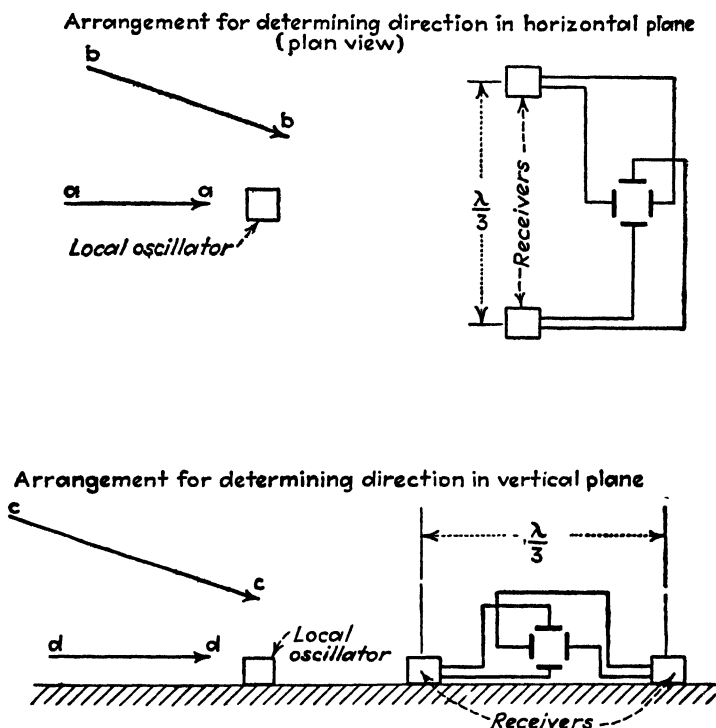 Arrangement for determining direction in horizontal plane
(plan view)
b
b
a
a
Local oscillator
λ/3
Receivers
Arrangement for determining direction in vertical plane
c
c
d
d
Local
oscillator
λ/3
Receivers